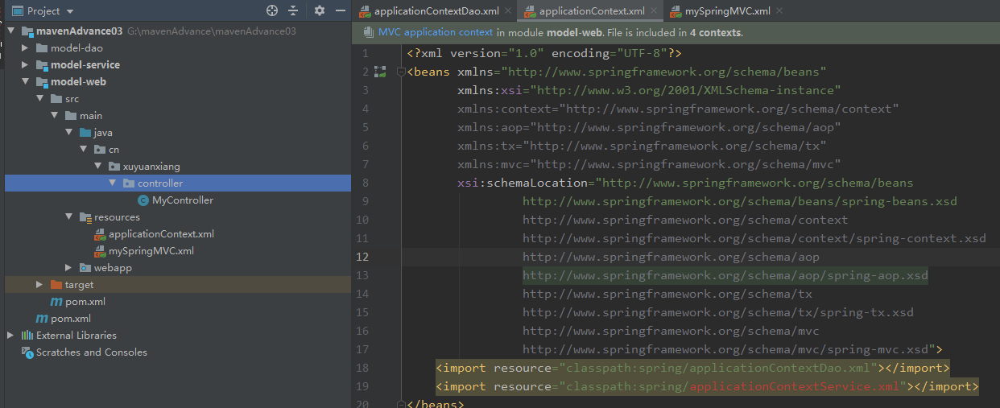 Project
mavenAdvance03 G:\mavenAdvance\mavenAdvance03
model-dao
model-service
model-web
src
main
java
cn
xuyuanxiang
controller
MyController
resources
applicationContext.xml
mySpringMVC.xml
webapp
target
pom.xml
pom.xml
External Libraries
Scratches and Consoles
applicationContextDao.xml
applicationContext.xml
mySpringMVC.xml
MVC application context in module model-web. File is included in 4 contexts.
1 <?xml version="1.0" encoding="UTF-8"?>
2 <beans xmlns="http://www.springframework.org/schema/beans"
3 xmlns:xsi="http://www.w3.org/2001/XMLSchema-instance"
4 xmlns:context="http://www.springframework.org/schema/context"
5 xmlns:aop="http://www.springframework.org/schema/aop"
6 xmlns:tx="http://www.springframework.org/schema/tx"
7 xmlns:mvc="http://www.springframework.org/schema/mvc"
8 xsi:schemaLocation="http://www.springframework.org/schema/beans
9 http://www.springframework.org/schema/beans/spring-beans.xsd
10 http://www.springframework.org/schema/context
11 http://www.springframework.org/schema/context/spring-context.xsd
12 http://www.springframework.org/schema/aop
13 http://www.springframework.org/schema/aop/spring-aop.xsd
14 http://www.springframework.org/schema/tx
15 http://www.springframework.org/schema/tx/spring-tx.xsd
16 http://www.springframework.org/schema/mvc
17 http://www.springframework.org/schema/mvc/spring-mvc.xsd">
18 <import resource="classpath:spring/applicationContextDao.xml"></import>
19 <import resource="classpath:spring/applicationContextService.xml"></import>
20 </beans>